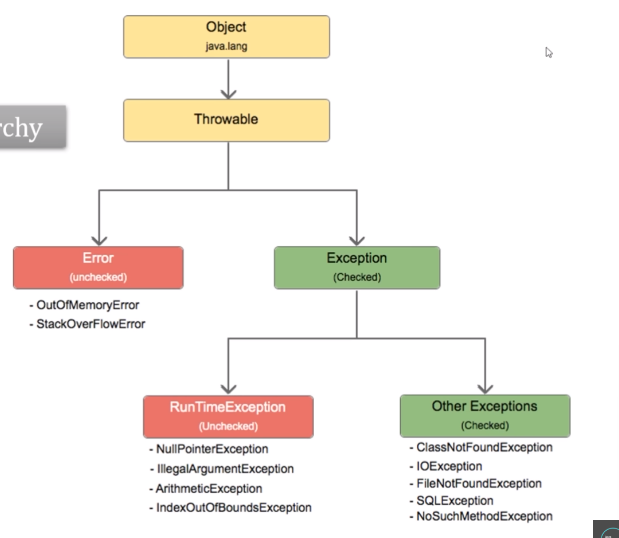 Object
java.lang
rchy
Throwable
Error
(unchecked)
Exception
(Checked)
- OutOfMemoryError
- StackOverFlowError
RunTimeException
(Unchecked)
Other Exceptions
(Checked)
- NullPointerException
- IllegalArgumentException
- ArithmeticException
- IndexOutOfBoundsException
- ClassNotFoundException
- IOException
- FileNotFoundException
- SQLException
- NoSuchMethodException